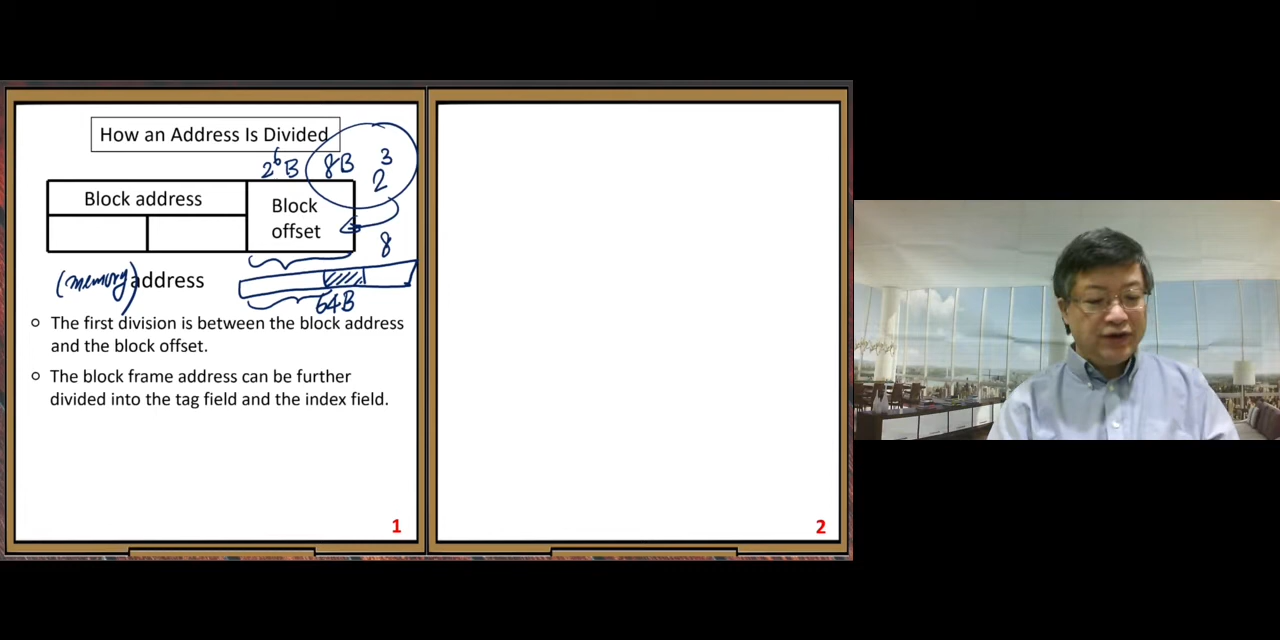 How an Address Is Divided
2^6B 8B 2^3
Block address
Block
offset
8
(memory) address
64B
The first division is between the block address
and the block offset.
The block frame address can be further
divided into the tag field and the index field.
1
2